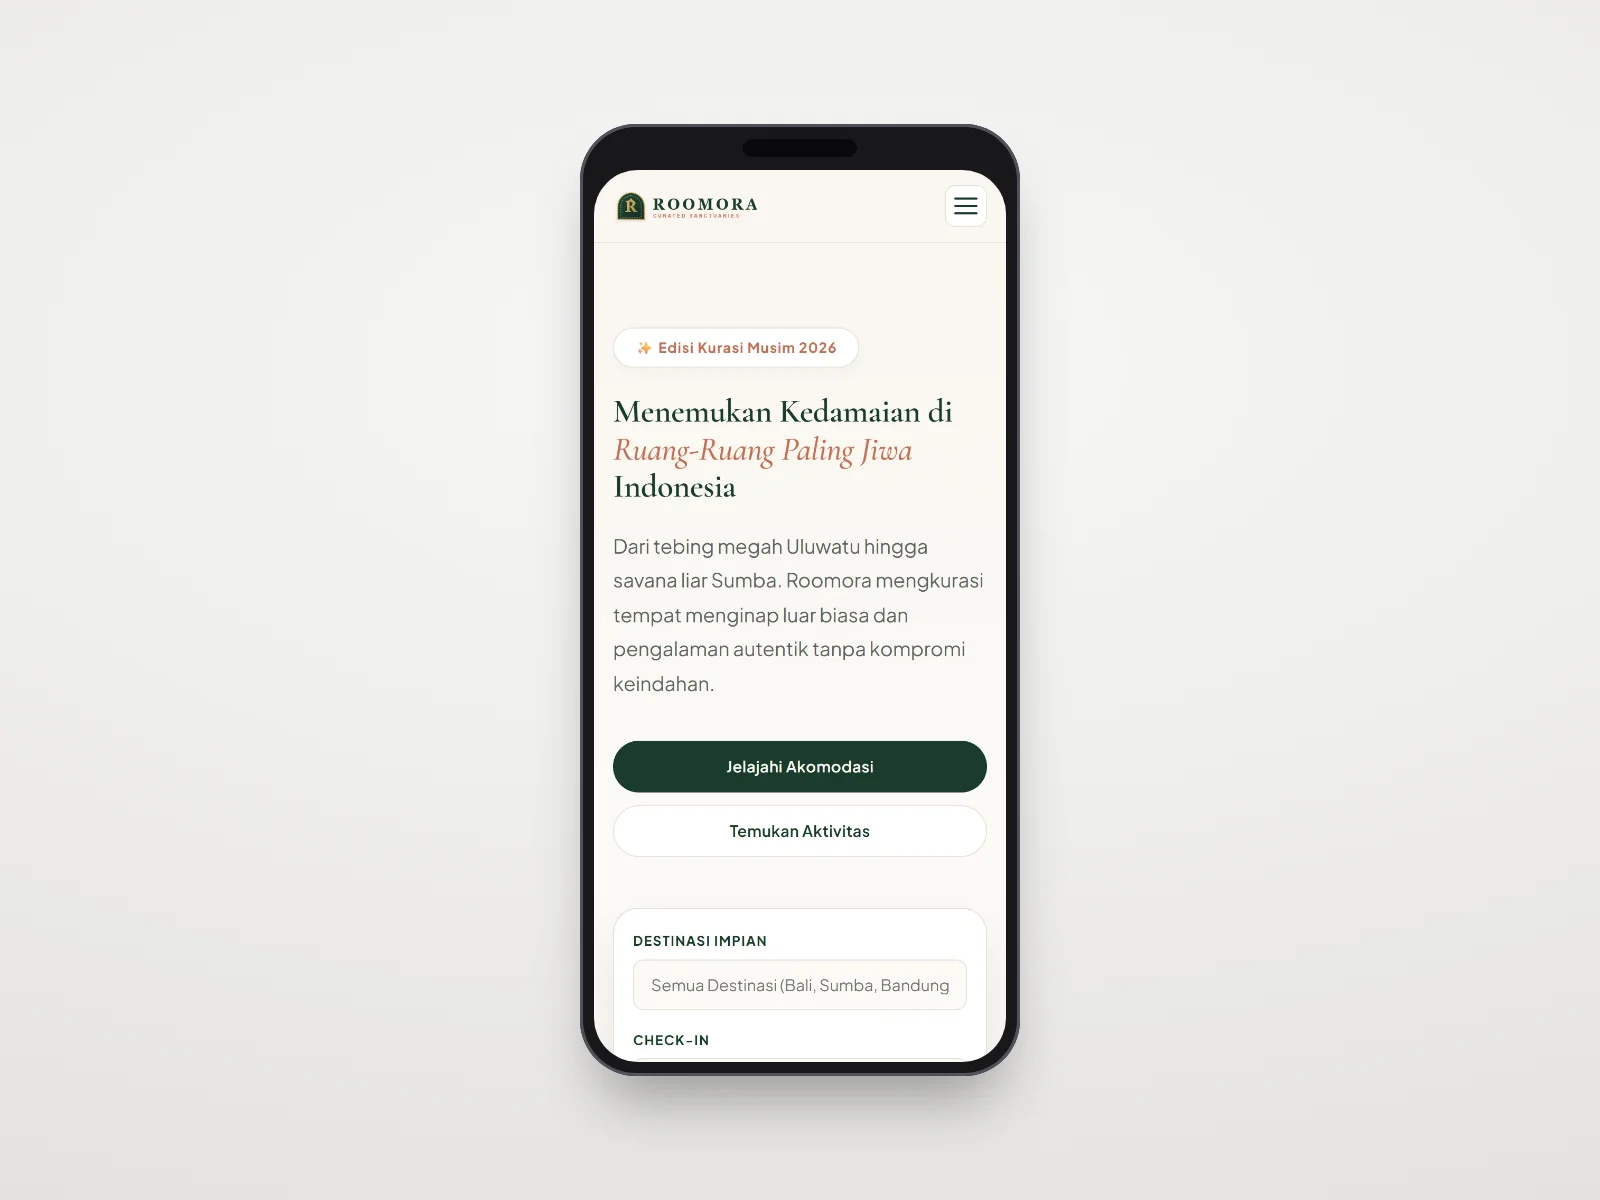 R
ROOMORA
CURATED SANCTUARIES
✨ Edisi Kurasi Musim 2026
Menemukan Kedamaian di
Ruang-Ruang Paling Jiwa
Indonesia
Dari tebing megah Uluwatu hingga
savana liar Sumba. Roomora mengkurasi
tempat menginap luar biasa dan
pengalaman autentik tanpa kompromi
keindahan.
Jelajahi Akomodasi
Temukan Aktivitas
DESTINASI IMPIAN
Semua Destinasi (Bali, Sumba, Bandung
CHECK-IN